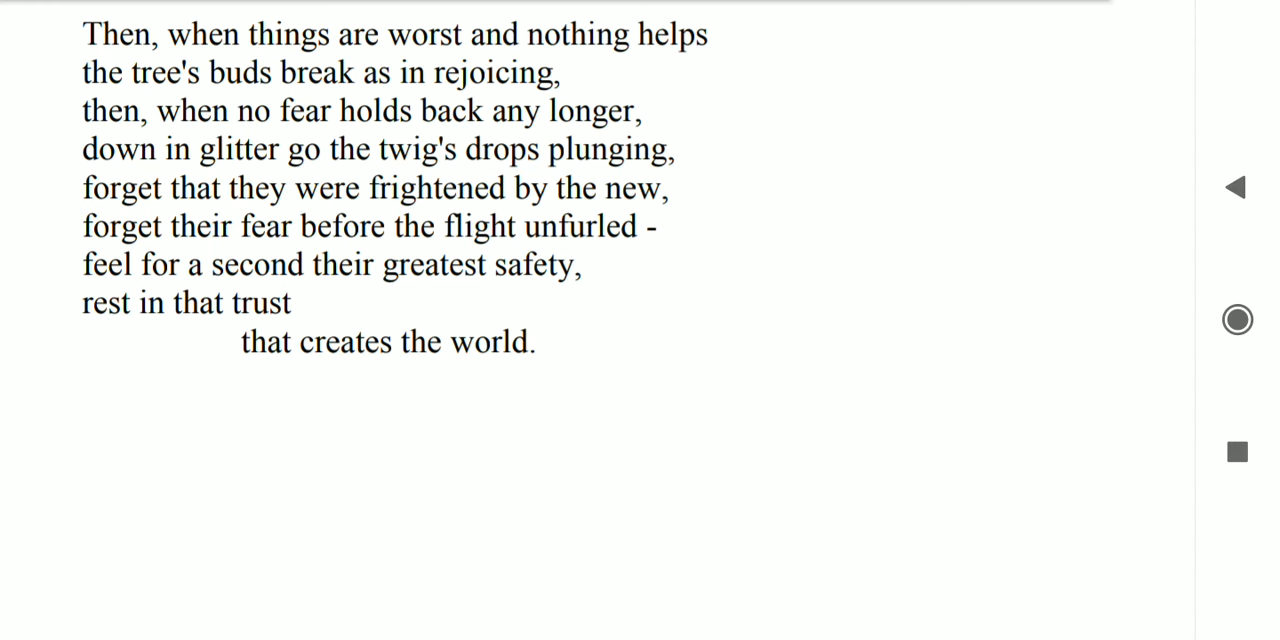 Then, when things are worst and nothing helps
the tree's buds break as in rejoicing,
then, when no fear holds back any longer,
down in glitter go the twig's drops plunging,
forget that they were frightened by the new,
forget their fear before the flight unfurled -
feel for a second their greatest safety,
rest in that trust
that creates the world.